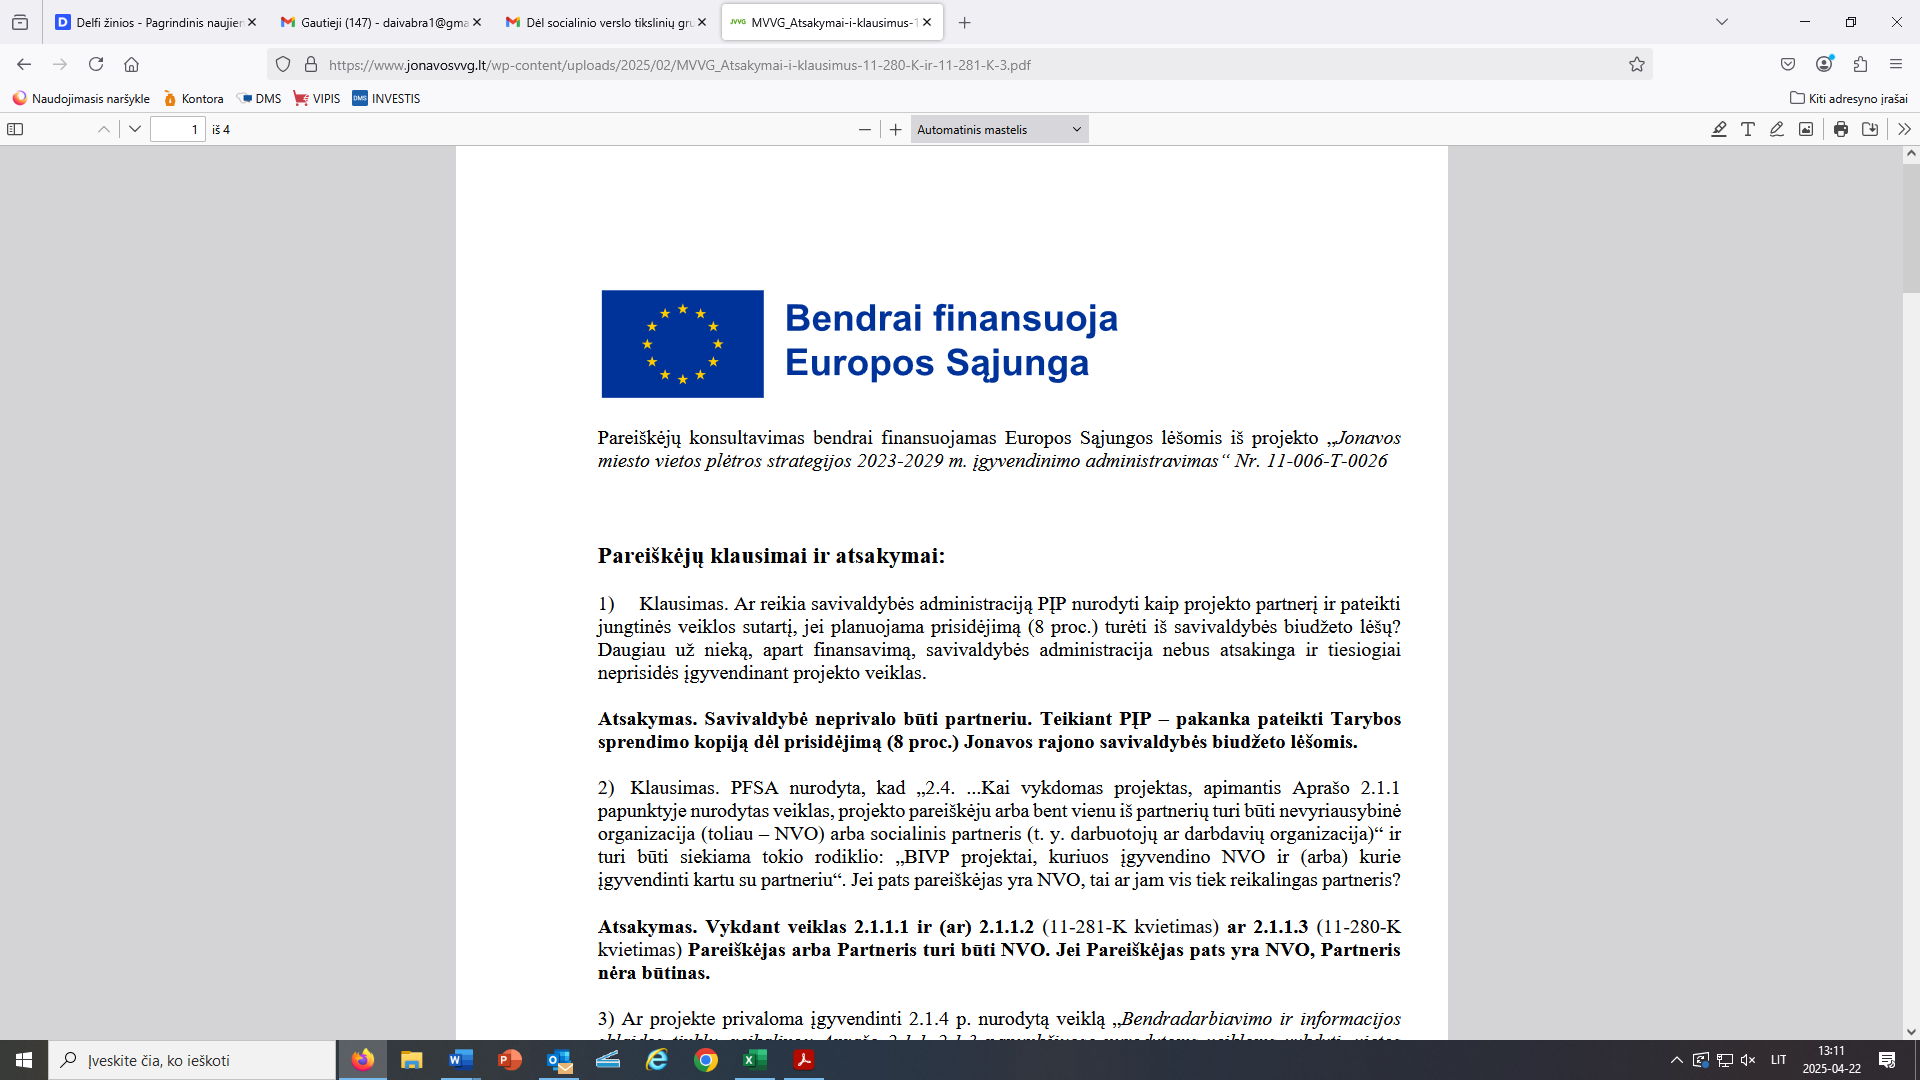 Delfi žinios - Pagrindinis naujien
Gautieji (147) - daivabra1@gma
Dėl socialinio verslo tikslinių gru
JVVG MVVG_Atsakymai-i-klausimus-1
https://www.jonavosvvg.lt/wp-content/uploads/2025/02/MVVG_Atsakymai-i-klausimus-11-280-K-ir-11-281-K-3.pdf
Naudojimasis naršykle Kontora DMS VIPIS DMS INVESTIS Kiti adresyno įrašai
1 iš 4 Automatinis mastelis
Bendrai finansuoja
Europos Sąjunga
Pareiškėjų konsultavimas bendrai finansuojamas Europos Sąjungos lėšomis iš projekto „Jonavos
miesto vietos plėtros strategijos 2023-2029 m. įgyvendinimo administravimas“ Nr. 11-006-T-0026
Pareiškėjų klausimai ir atsakymai:
1) Klausimas. Ar reikia savivaldybės administraciją PĮP nurodyti kaip projekto partnerį ir pateikti
jungtinės veiklos sutartį, jei planuojama prisidėjimą (8 proc.) turėti iš savivaldybės biudžeto lėšų?
Daugiau už nieką, apart finansavimą, savivaldybės administracija nebus atsakinga ir tiesiogiai
neprisidės įgyvendinant projekto veiklas.
Atsakymas. Savivaldybė neprivalo būti partneriu. Teikiant PĮP – pakanka pateikti Tarybos
sprendimo kopiją dėl prisidėjimą (8 proc.) Jonavos rajono savivaldybės biudžeto lėšomis.
2) Klausimas. PFSA nurodyta, kad „2.4. ...Kai vykdomas projektas, apimantis Aprašo 2.1.1
papunktyje nurodytas veiklas, projekto pareiškėju arba bent vienu iš partnerių turi būti nevyriausybinė
organizacija (toliau – NVO) arba socialinis partneris (t. y. darbuotojų ar darbdavių organizacija)“ ir
turi būti siekiama tokio rodiklio: „BIVP projektai, kuriuos įgyvendino NVO ir (arba) kurie
įgyvendinti kartu su partneriu“. Jei pats pareiškėjas yra NVO, tai ar jam vis tiek reikalingas partneris?
Atsakymas. Vykdant veiklas 2.1.1.1 ir (ar) 2.1.1.2 (11-281-K kvietimas) ar 2.1.1.3 (11-280-K
kvietimas) Pareiškėjas arba Partneris turi būti NVO. Jei Pareiškėjas pats yra NVO, Partneris
nėra būtinas.
3) Ar projekte privaloma įgyvendinti 2.1.4 p. nurodytą veiklą „Bendradarbiavimo ir informacijos
Įveskite čia, ko ieškoti
LIT
13:11
2025-04-22